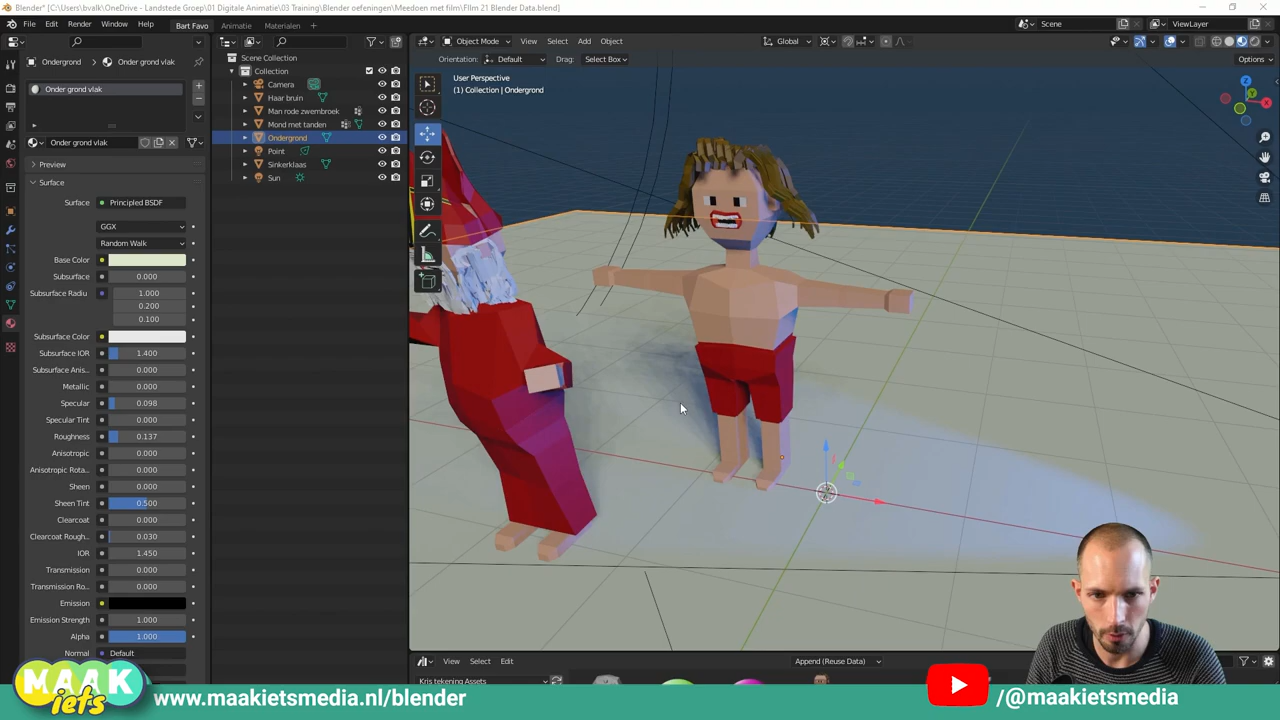 Blender* [C:\Users\bvalk\OneDrive - Landstede Groep\01 Digitale Animatie\03 Training\Blender oefeningen\Meedoen met film\FIlm 21 Blender Data.blend]
File Edit Render Window Help Bart Favo Animatie Materialen Scene ViewLayer
Object Mode View Select Add Object Global
Ondergrond Onder grond vlak Scene Collection Orientation: Default Drag: Select Box Options
Collection
User Perspective
(1) Collection | Ondergrond
Onder grond vlak
Camera
Haar bruin
Man rode zwembroek
Mond met tanden
Onder grond vlak
Ondergrond
Point
Preview
Sinkerklaas
Surface
Sun
Surface: Principled BSDF
GGX
Random Walk
Base Color
Subsurface 0.000
Subsurface Radiu 1.000
0.200
0.100
Subsurface Color
Subsurface IOR 1.400
Subsurface Anis.. 0.000
Metallic 0.000
Specular 0.098
Specular Tint 0.000
Roughness 0.137
Anisotropic 0.000
Anisotropic Rota.. 0.000
Sheen 0.000
Sheen Tint 0.500
Clearcoat 0.000
Clearcoat Rough.. 0.030
IOR 1.450
Transmission 0.000
Transmission Ro.. 0.000
Emission
Emission Strength 1.000
Alpha 1.000
Normal Default
View Select Edit Append (Reuse Data)
Kris tekening Assets
MAAK
iets
www.maakietsmedia.nl/blender
/@maakietsmedia